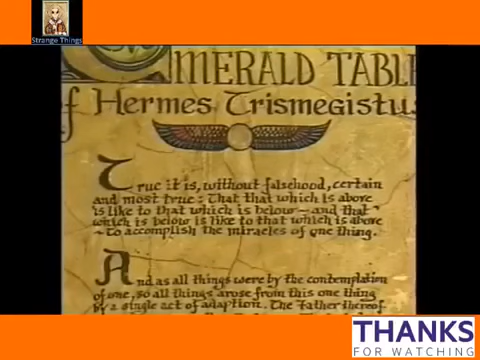 Strange Things
EMERALD TABL
f Hermes Trismegistus
True it is, without falsehood, certain
and most true: That that which is above
is like to that which is below — and that
which is below is like to that which is above
- To accomplish the miracles of one thing.
And as all things were by the contemplation
of one, so all things arose from this one thing
by a single act of adaption. The Father thereof
THANKS
FOR WATCHING